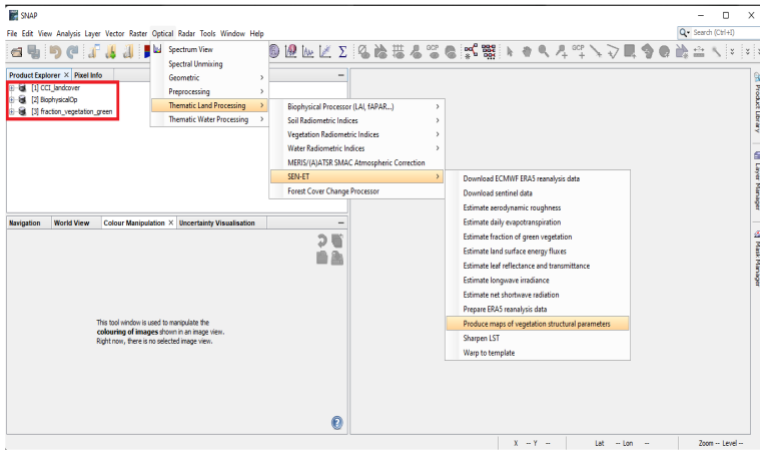 SNAP
File Edit View Analysis Layer Vector Raster Optical Radar Tools Window Help
Search (Ctrl+I)
GCP
GCP
Σ
Product Explorer × Pixel Info
[1] CCI_landcover
[2] BiophysicalOp
[3] fraction_vegetation_green
Spectrum View
Spectral Unmixing
Geometric
Preprocessing
Thematic Land Processing
Thematic Water Processing
Biophysical Processor (LAI, fAPAR...)
Soil Radiometric Indices
Vegetation Radiometric Indices
Water Radiometric Indices
MERIS/(A)ATSR SMAC Atmospheric Correction
SEN-ET
Forest Cover Change Processor
Download ECMWF ERA5 reanalysis data
Download sentinel data
Estimate aerodynamic roughness
Estimate daily evapotranspiration
Estimate fraction of green vegetation
Estimate land surface energy fluxes
Estimate leaf reflectance and transmittance
Estimate longwave irradiance
Estimate net shortwave radiation
Prepare ERA5 reanalysis data
Produce maps of vegetation structural parameters
Sharpen LST
Warp to template
Navigation World View Colour Manipulation × Uncertainty Visualisation
This tool window is used to manipulate the
colouring of images shown in an image view.
Right now, there is no selected image view.
Product Library
Layer Manager
Mask Manager
X -- Y -- Lat -- Lon -- Zoom -- Level --